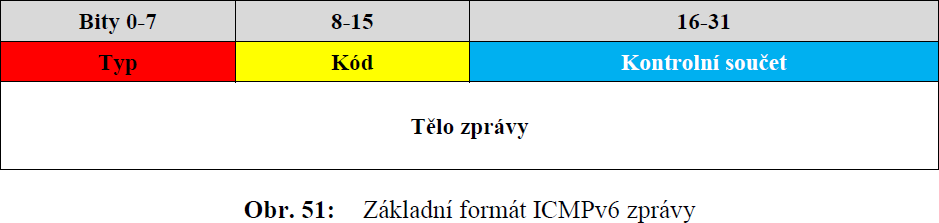 Bity 0-7 8-15 16-31
Typ Kód Kontrolní součet
Tělo zprávy
Obr. 51: Základní formát ICMPv6 zprávy